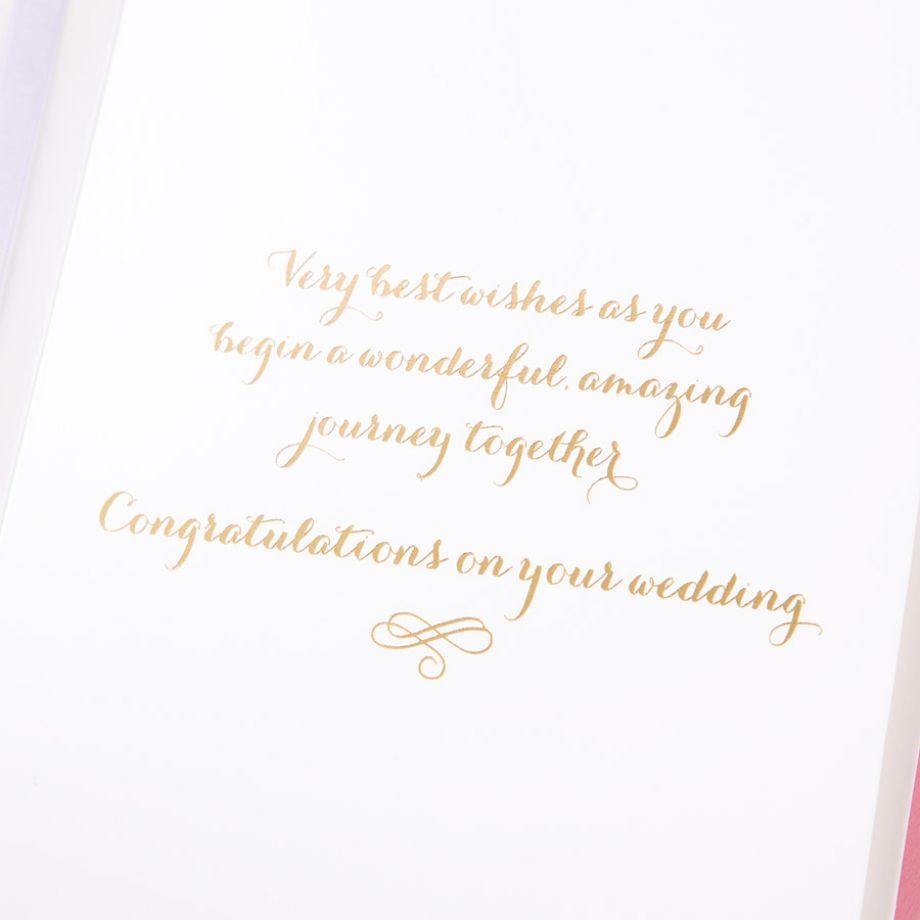 Very best wishes as you
begin a wonderful, amazing
journey together
Congratulations on your wedding